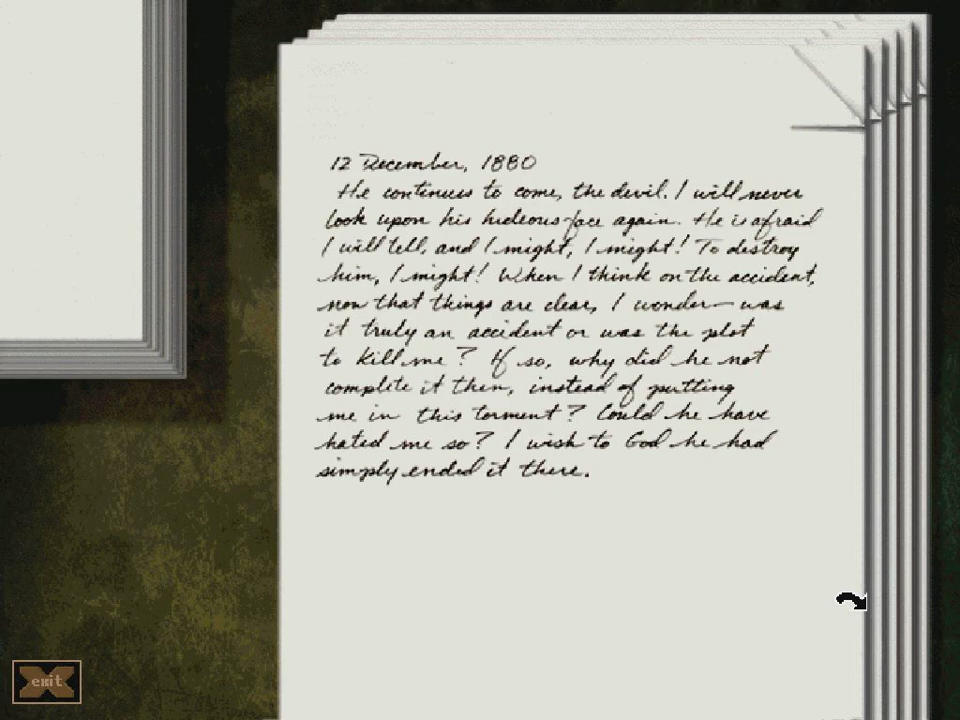 12 December, 1880
He continues to come, the devil. I will never
look upon his hideous face again. He is afraid
I will tell, and I might, I might! To destroy
him, I might! When I think on the accident,
now that things are clear, I wonder— was
it truly an accident or was the plot
to kill me? If so, why did he not
complete it then, instead of putting
me in this torment? Could he have
hated me so? I wish to God he had
simply ended it there.
exit